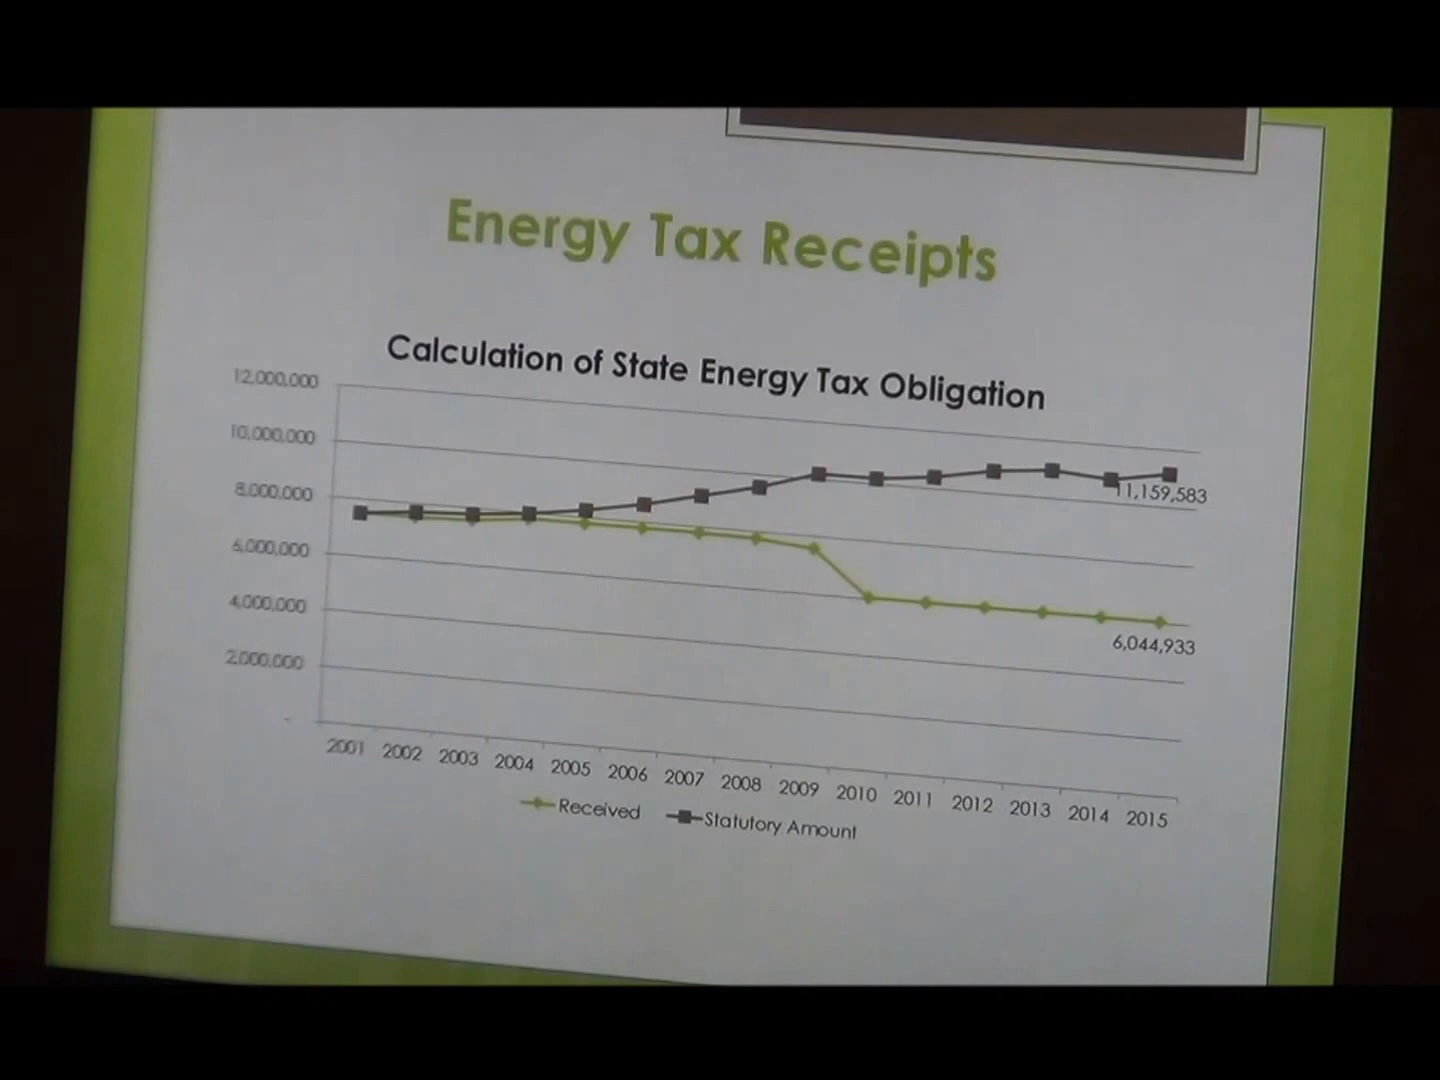 Energy Tax Receipts
Calculation of State Energy Tax Obligation
12,000,000
10,000,000
8,000,000
6,000,000
4,000,000
2,000,000
-
11,159,583
6,044,933
2001 2002 2003 2004 2005 2006 2007 2008 2009 2010 2011 2012 2013 2014 2015
Received Statutory Amount